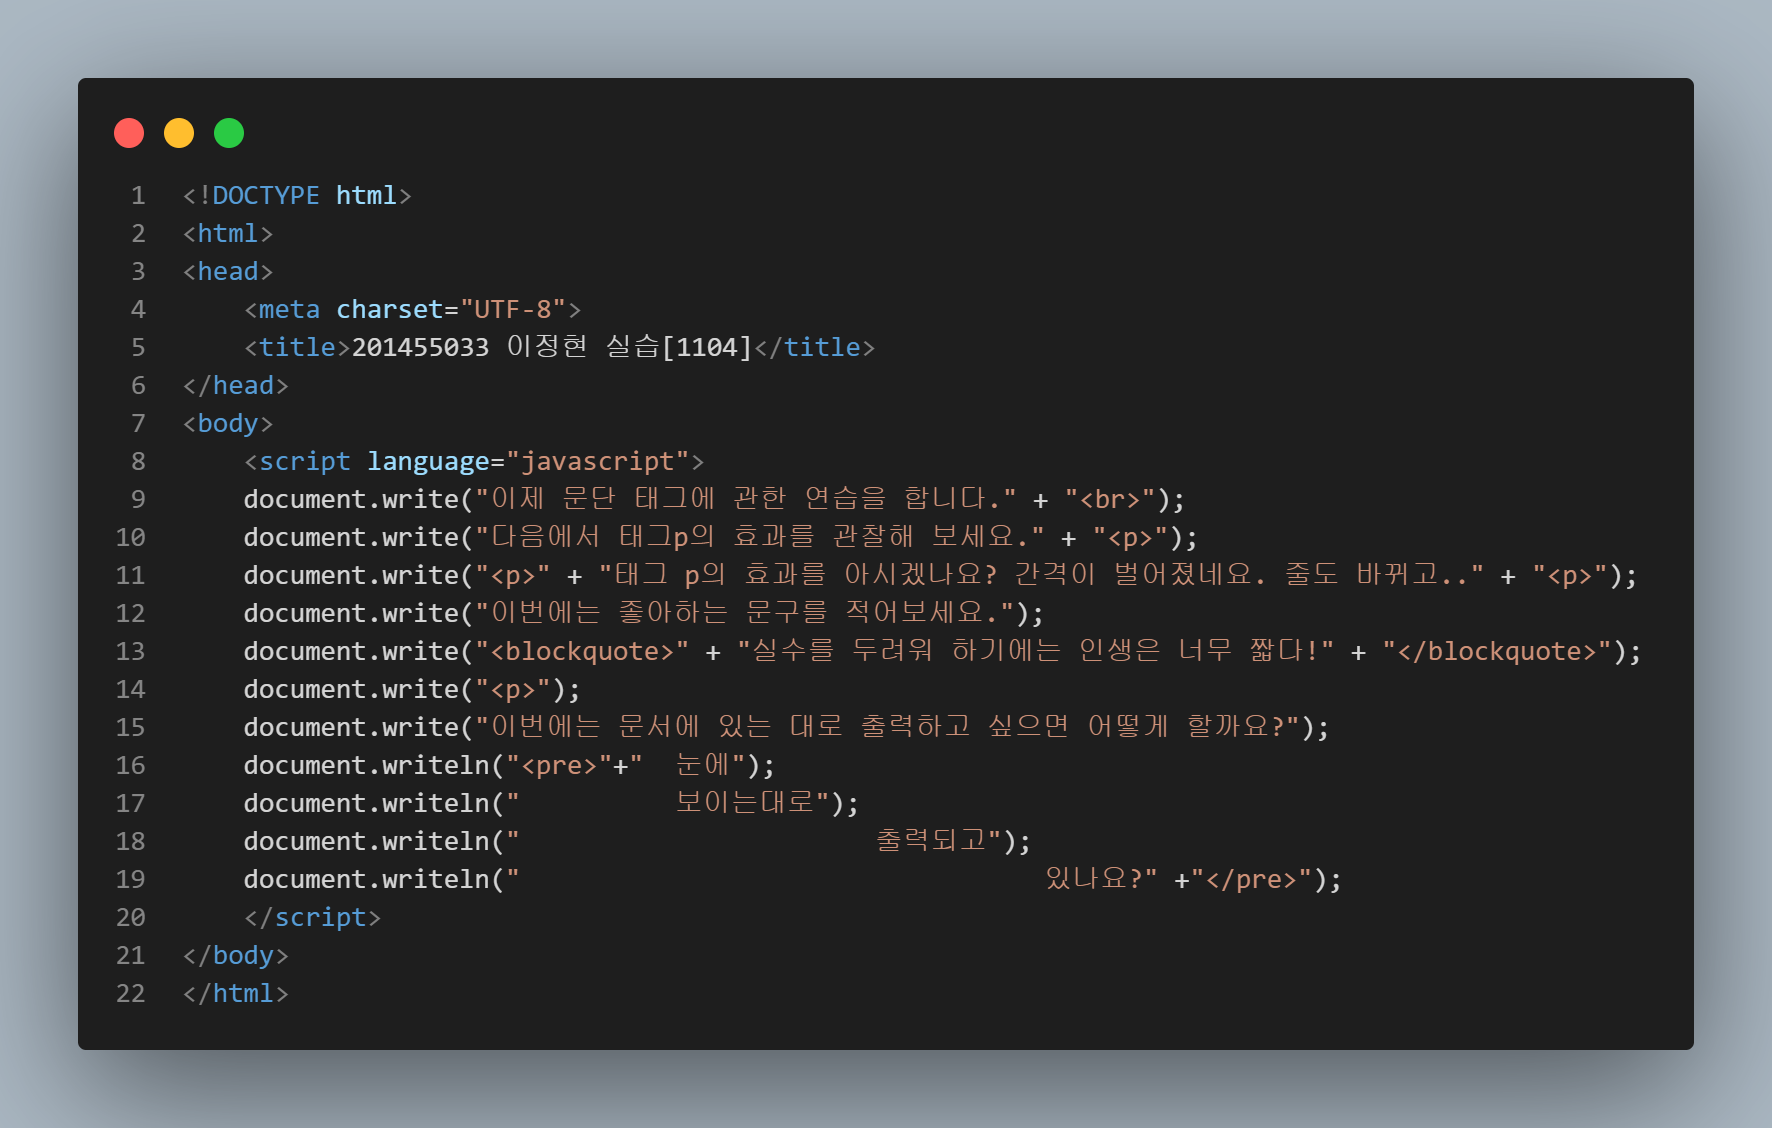 1 <!DOCTYPE html>
2 <html>
3 <head>
4     <meta charset="UTF-8">
5     <title>201455033 이정현 실습[1104]</title>
6 </head>
7 <body>
8     <script language="javascript">
9     document.write("이제 문단 태그에 관한 연습을 합니다." + "<br>");
10     document.write("다음에서 태그p의 효과를 관찰해 보세요." + "<p>");
11     document.write("<p>" + "태그 p의 효과를 아시겠나요? 간격이 벌어졌네요. 줄도 바뀌고.." + "<p>");
12     document.write("이번에는 좋아하는 문구를 적어보세요.");
13     document.write("<blockquote>" + "실수를 두려워 하기에는 인생은 너무 짧다!" + "</blockquote>");
14     document.write("<p>");
15     document.write("이번에는 문서에 있는 대로 출력하고 싶으면 어떻게 할까요?");
16     document.writeln("<pre>"+"  눈에");
17     document.writeln("          보이는대로");
18     document.writeln("                       출력되고");
19     document.writeln("                                  있나요?" +"</pre>");
20     </script>
21 </body>
22 </html>